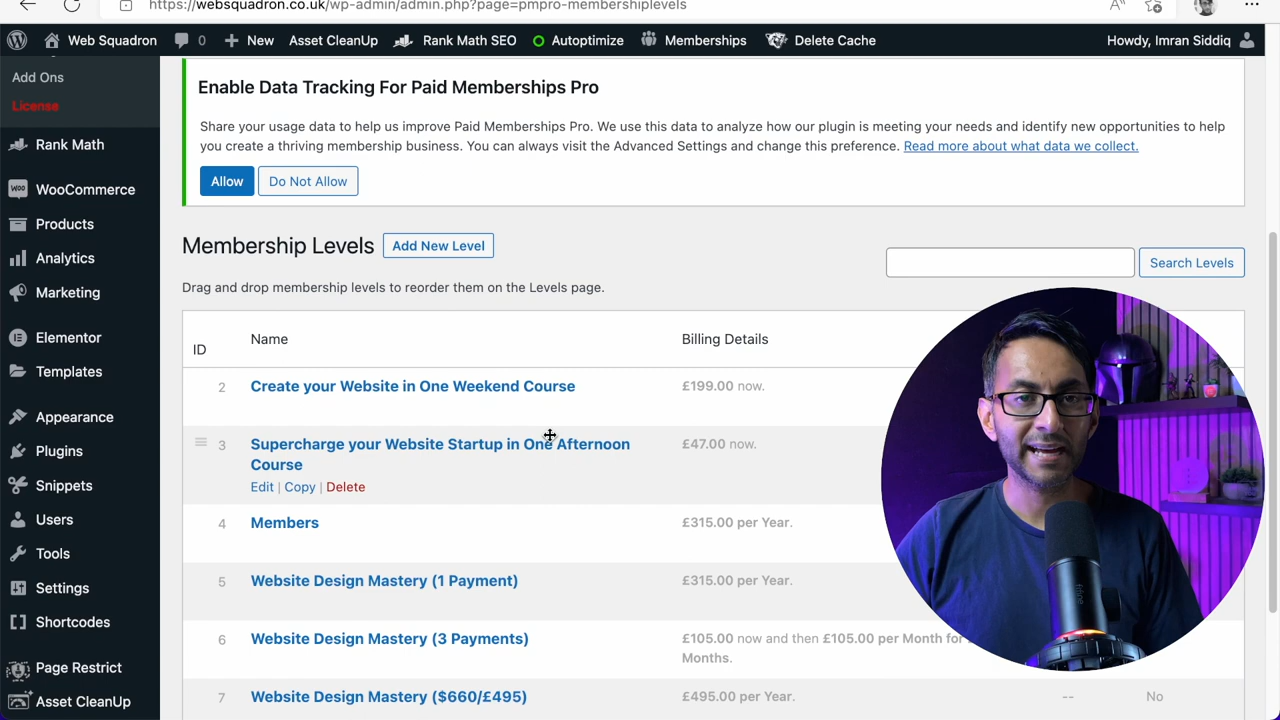 https://websquadron.co.uk/wp-admin/admin.php?page=pmpro-membershiplevels
Web Squadron 0 New Asset CleanUp Rank Math SEO Autoptimize Memberships Delete Cache Howdy, Imran Siddiq
Add Ons
License
Rank Math
WooCommerce
Products
Analytics
Marketing
Elementor
Templates
Appearance
Plugins
Snippets
Users
Tools
Settings
Shortcodes
Page Restrict
Asset CleanUp
Enable Data Tracking For Paid Memberships Pro
Share your usage data to help us improve Paid Memberships Pro. We use this data to analyze how our plugin is meeting your needs and identify new opportunities to help
you create a thriving membership business. You can always visit the Advanced Settings and change this preference. Read more about what data we collect.
Allow Do Not Allow
Membership Levels Add New Level
Search Levels
Drag and drop membership levels to reorder them on the Levels page.
ID Name Billing Details
2 Create your Website in One Weekend Course £199.00 now.
3 Supercharge your Website Startup in One Afternoon £47.00 now.
Course
Edit | Copy | Delete
4 Members £315.00 per Year.
5 Website Design Mastery (1 Payment) £315.00 per Year.
6 Website Design Mastery (3 Payments) £105.00 now and then £105.00 per Month for
Months.
7 Website Design Mastery ($660/£495) £495.00 per Year. -- No